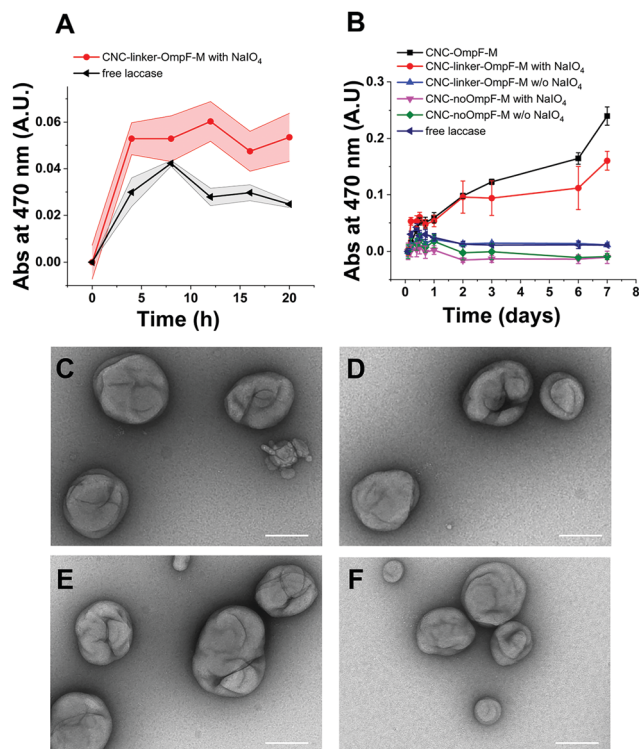 A
CNC-linker-OmpF-M with NaIO₄
free laccase
Abs at 470 nm (A.U.)
0.06
0.04
0.02
0.00
0
5
10
15
20
Time (h)
B
CNC-OmpF-M
CNC-linker-OmpF-M with NaIO₄
CNC-linker-OmpF-M w/o NaIO₄
CNC-noOmpF-M with NaIO₄
CNC-noOmpF-M w/o NaIO₄
free laccase
Abs at 470 nm (A.U)
0.3
0.2
0.1
0.0
0
1
2
3
4
5
6
7
8
Time (days)
C
D
E
F